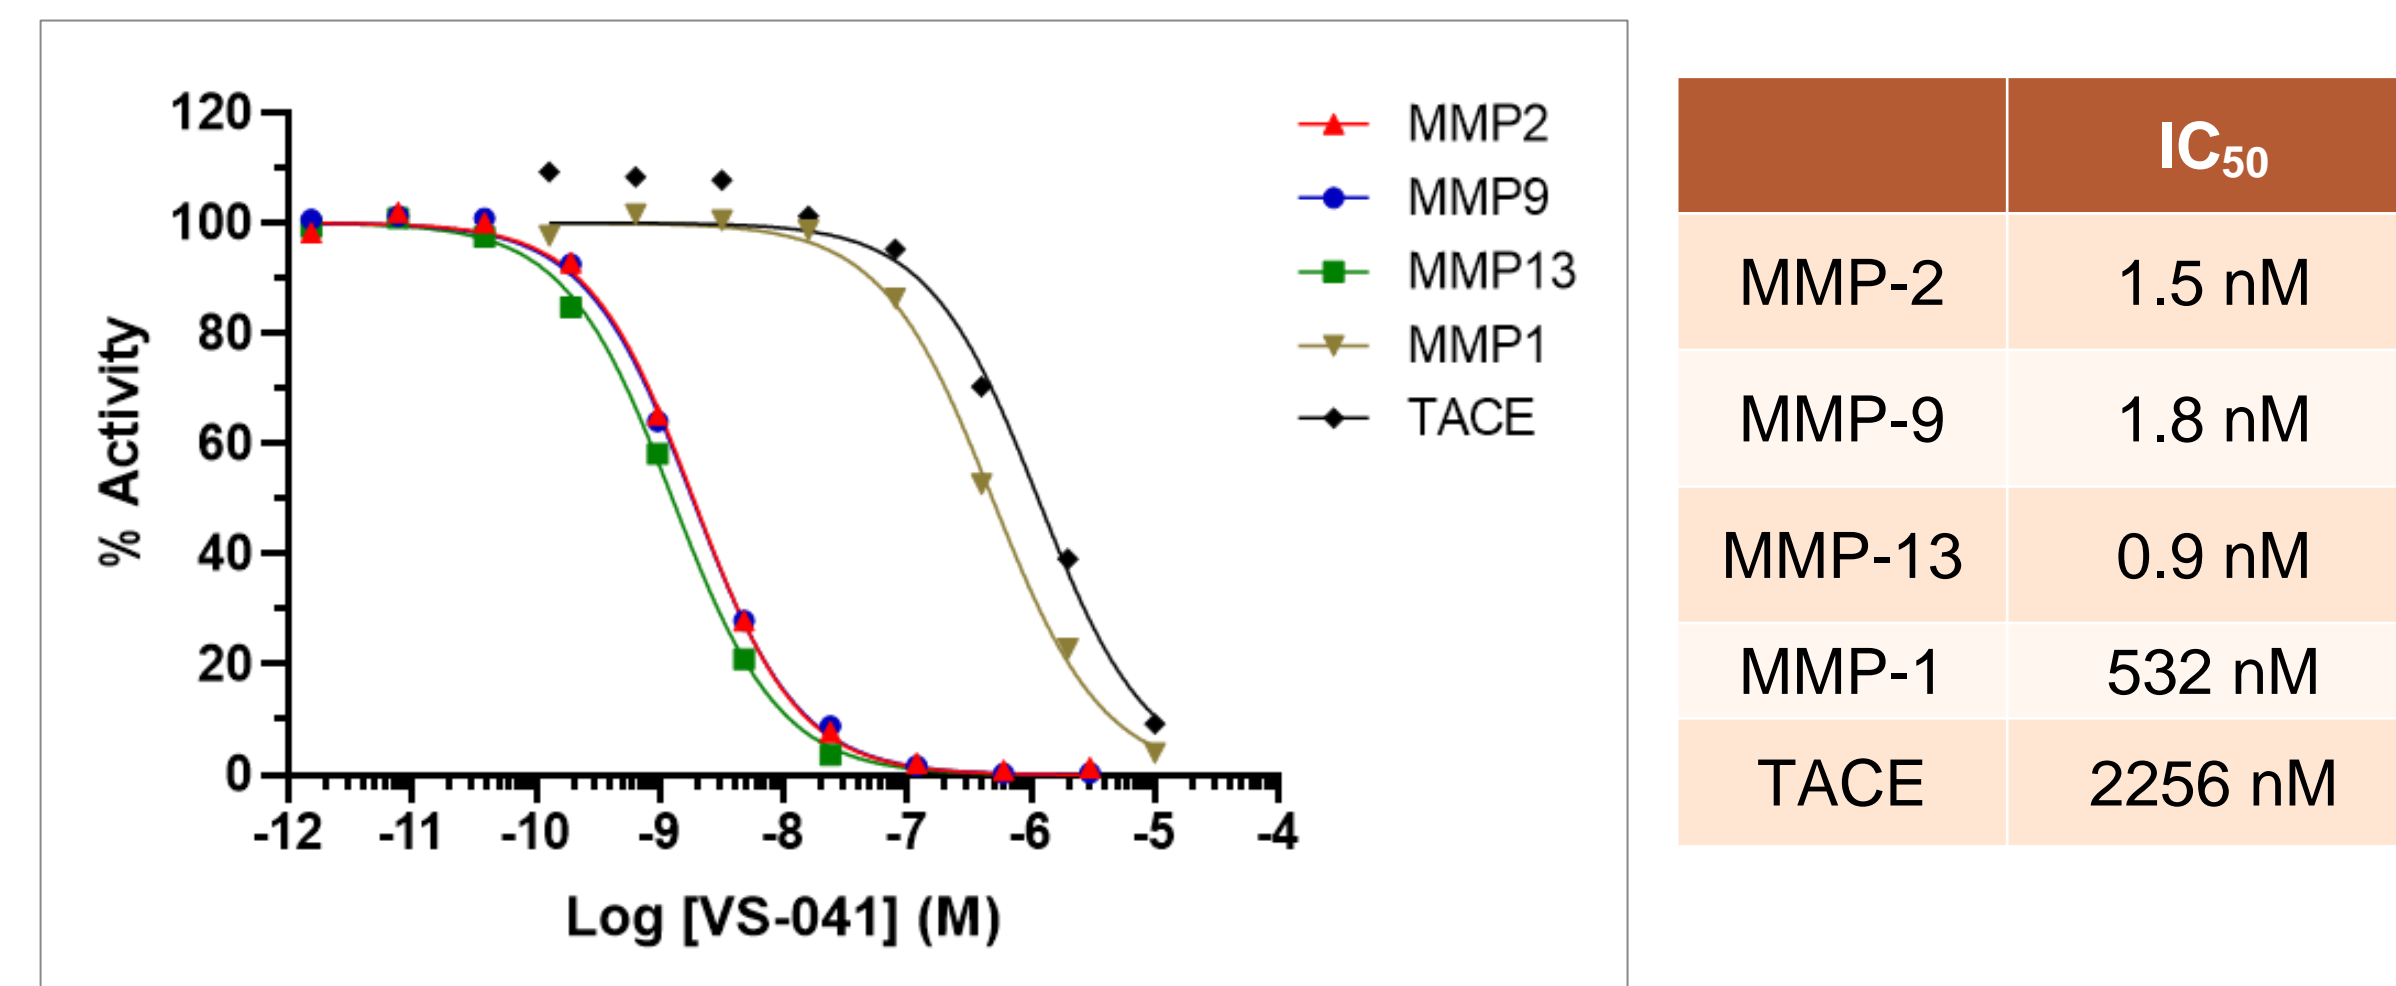 120
100
80
60
40
20
0
% Activity
-12 -11 -10 -9 -8 -7 -6 -5 -4
Log [VS-041] (M)
MMP2
MMP9
MMP13
MMP1
TACE
IC50
MMP-2 1.5 nM
MMP-9 1.8 nM
MMP-13 0.9 nM
MMP-1 532 nM
TACE 2256 nM